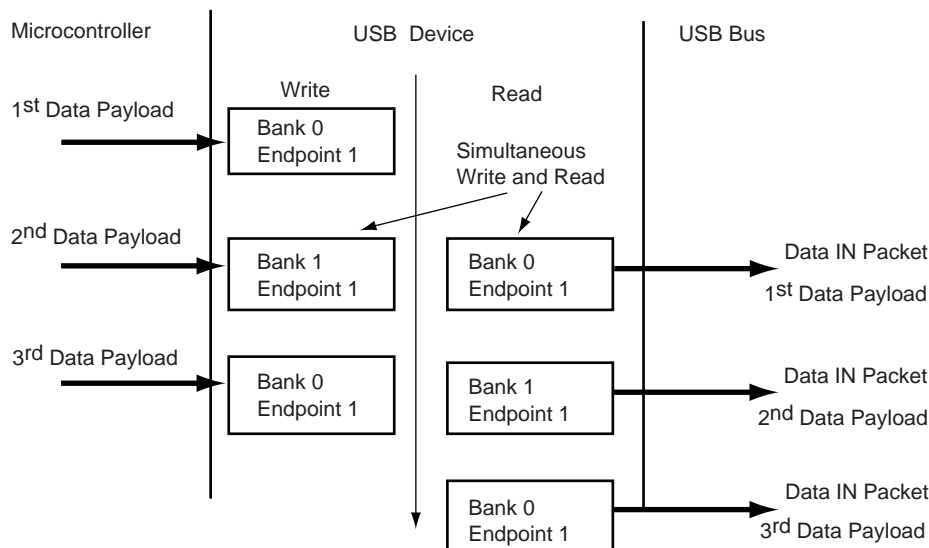 Microcontroller
USB Device
USB Bus
Write
Read
1st Data Payload
Bank 0
Endpoint 1
Simultaneous
Write and Read
2nd Data Payload
Bank 1
Endpoint 1
Bank 0
Endpoint 1
Data IN Packet
1st Data Payload
3rd Data Payload
Bank 0
Endpoint 1
Bank 1
Endpoint 1
Data IN Packet
2nd Data Payload
Bank 0
Endpoint 1
Data IN Packet
3rd Data Payload